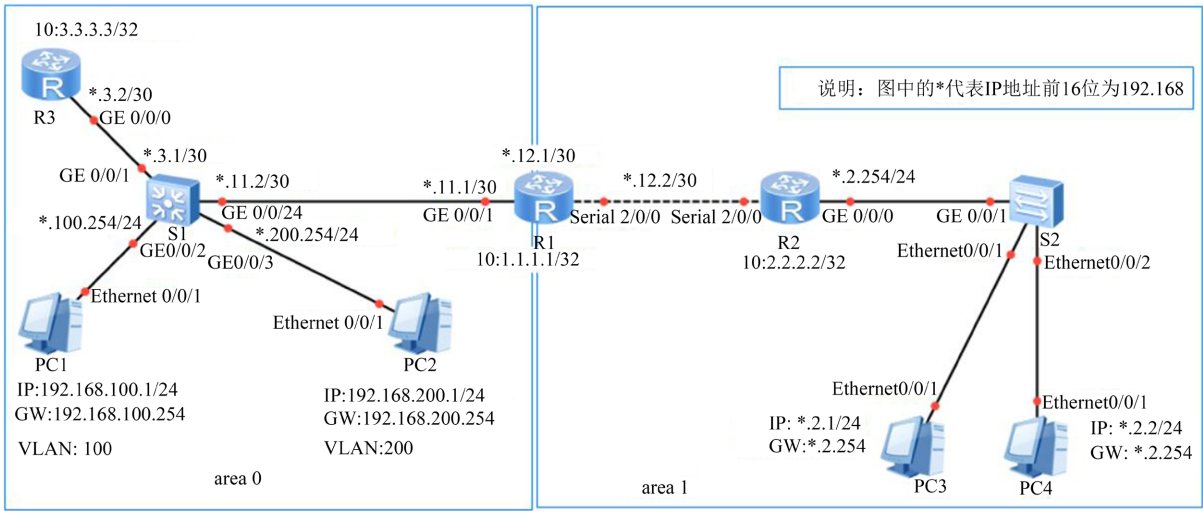 10:3.3.3.3/32
R
R3
*.3.2/30
GE 0/0/0
*.3.1/30
GE 0/0/1
S1
*.11.2/30
GE 0/0/24
*.100.254/24
GE0/0/2
*.200.254/24
GE0/0/3
Ethernet 0/0/1
PC1
IP:192.168.100.1/24
GW:192.168.100.254
VLAN: 100
Ethernet 0/0/1
PC2
IP:192.168.200.1/24
GW:192.168.200.254
VLAN:200
area 0
*.12.1/30
*.11.1/30
GE 0/0/1
R
R1
10:1.1.1.1/32
*.12.2/30
Serial 2/0/0
Serial 2/0/0
R
R2
10:2.2.2.2/32
*.2.254/24
GE 0/0/0
GE 0/0/1
S2
说明：图中的*代表IP地址前16位为192.168
Ethernet0/0/1
Ethernet0/0/2
Ethernet0/0/1
IP: *.2.1/24
GW:*.2.254
PC3
Ethernet0/0/1
IP: *.2.2/24
GW: *.2.254
PC4
area 1